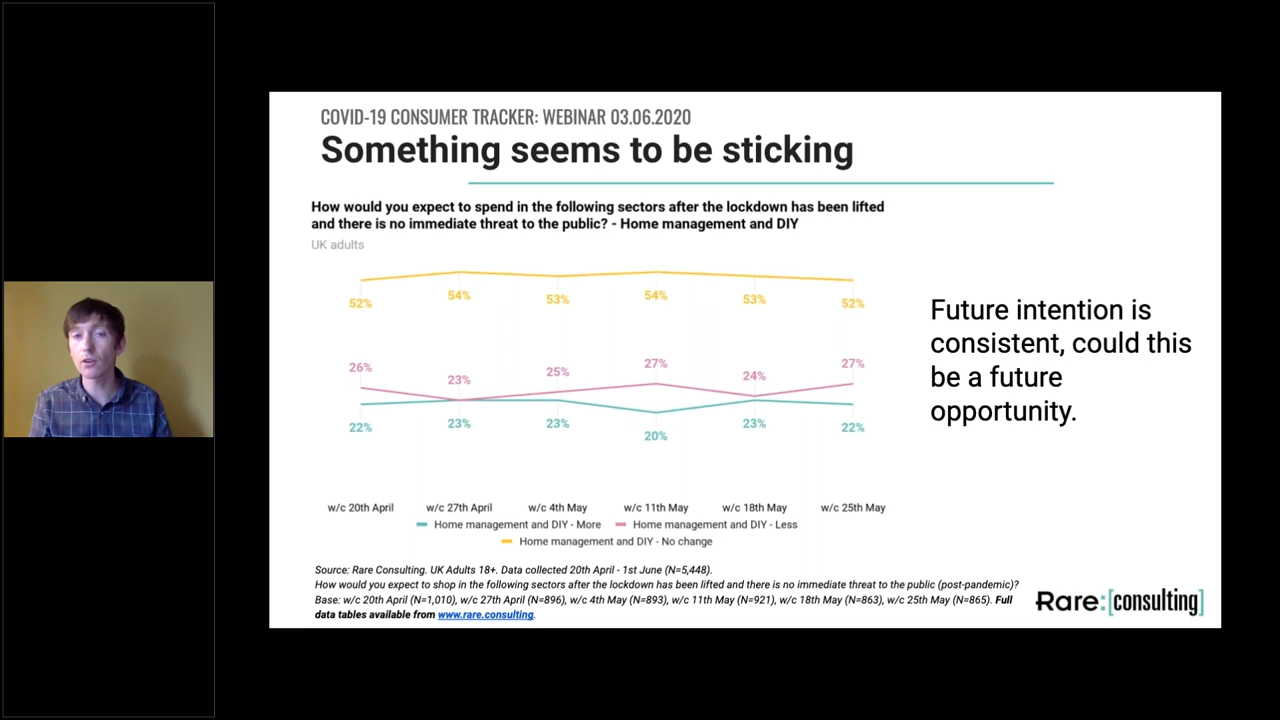 COVID-19 CONSUMER TRACKER: WEBINAR 03.06.2020
Something seems to be sticking
How would you expect to spend in the following sectors after the lockdown has been lifted
and there is no immediate threat to the public? - Home management and DIY
UK adults
52% 54% 53% 54% 53% 52%
26% 23% 25% 27% 24% 27%
22% 23% 23% 20% 23% 22%
w/c 20th April w/c 27th April w/c 4th May w/c 11th May w/c 18th May w/c 25th May
Home management and DIY - More Home management and DIY - Less
Home management and DIY - No change
Future intention is
consistent, could this
be a future
opportunity.
Source: Rare Consulting. UK Adults 18+. Data collected 20th April - 1st June (N=5,448).
How would you expect to shop in the following sectors after the lockdown has been lifted and there is no immediate threat to the public (post-pandemic)?
Base: w/c 20th April (N=1,010), w/c 27th April (N=896), w/c 4th May (N=893), w/c 11th May (N=921), w/c 18th May (N=863), w/c 25th May (N=865). Full
data tables available from www.rare.consulting.
Rare:[consulting]